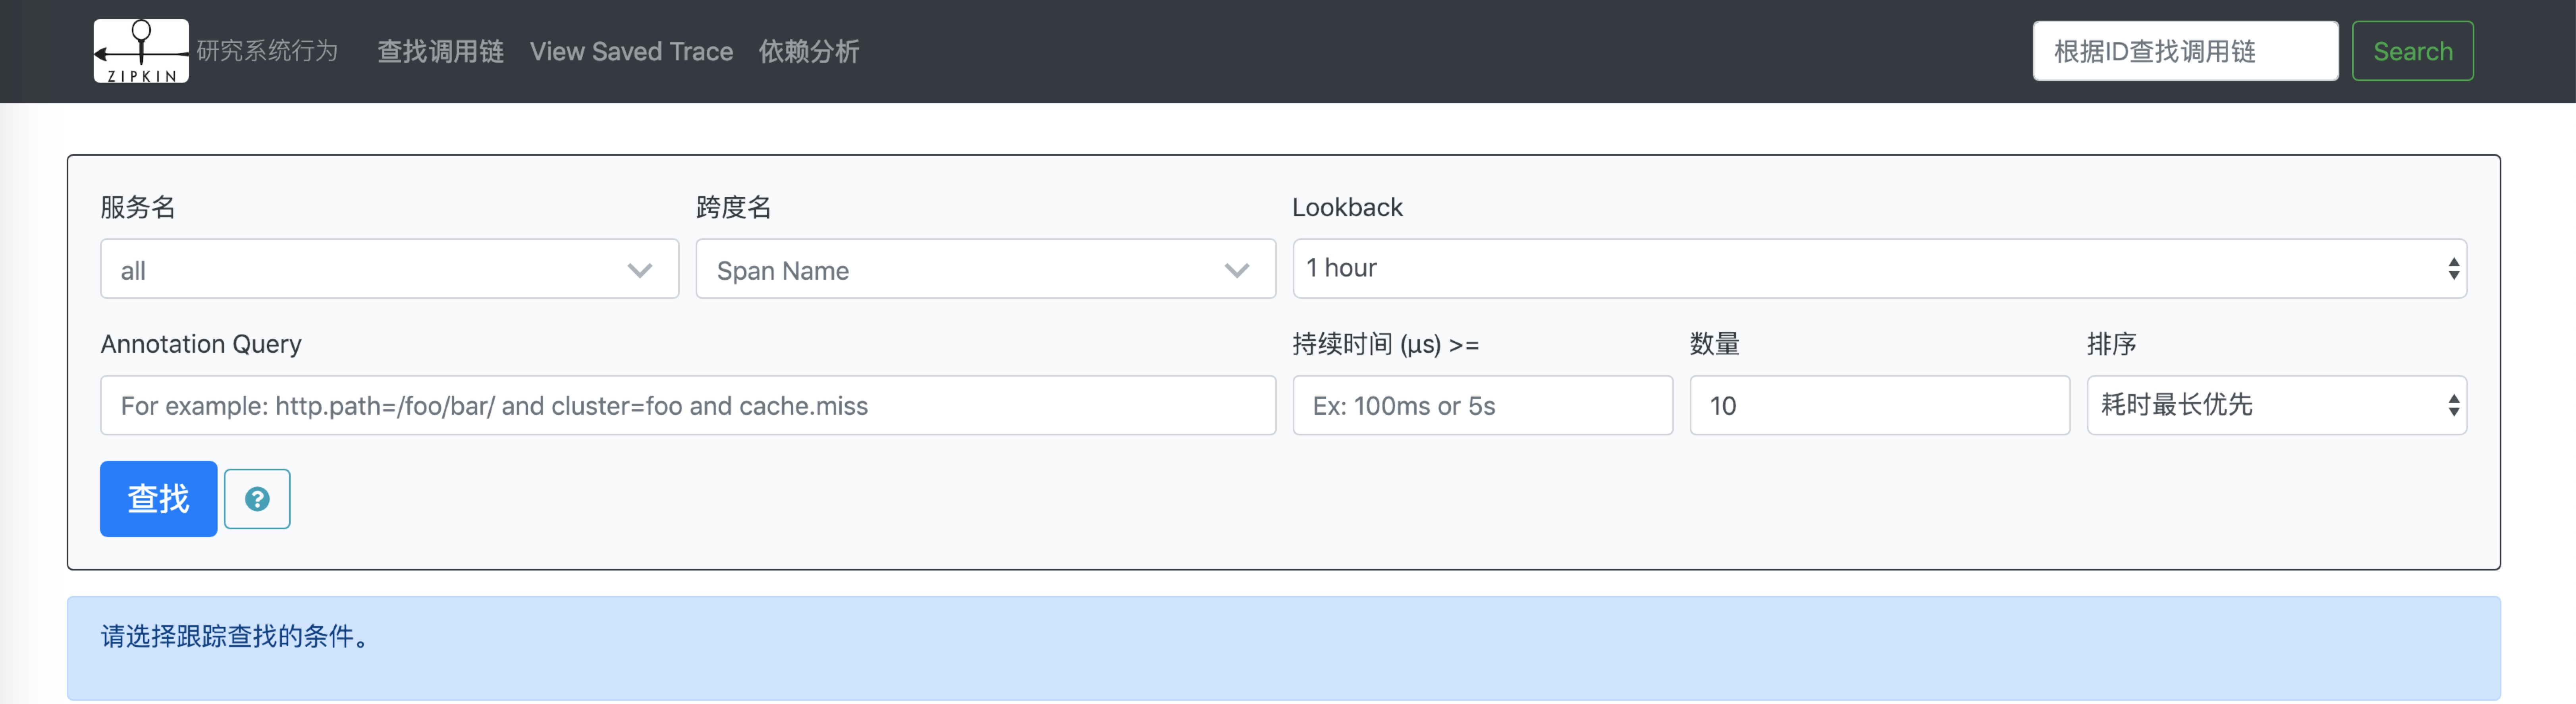 ZIPKIN 研究系统行为 查找调用链 View Saved Trace 依赖分析 根据ID查找调用链 Search
服务名 跨度名 Lookback
all Span Name 1 hour
Annotation Query 持续时间 (μs) >= 数量 排序
For example: http.path=/foo/bar/ and cluster=foo and cache.miss Ex: 100ms or 5s 10 耗时最长优先
查找 ?
请选择跟踪查找的条件。